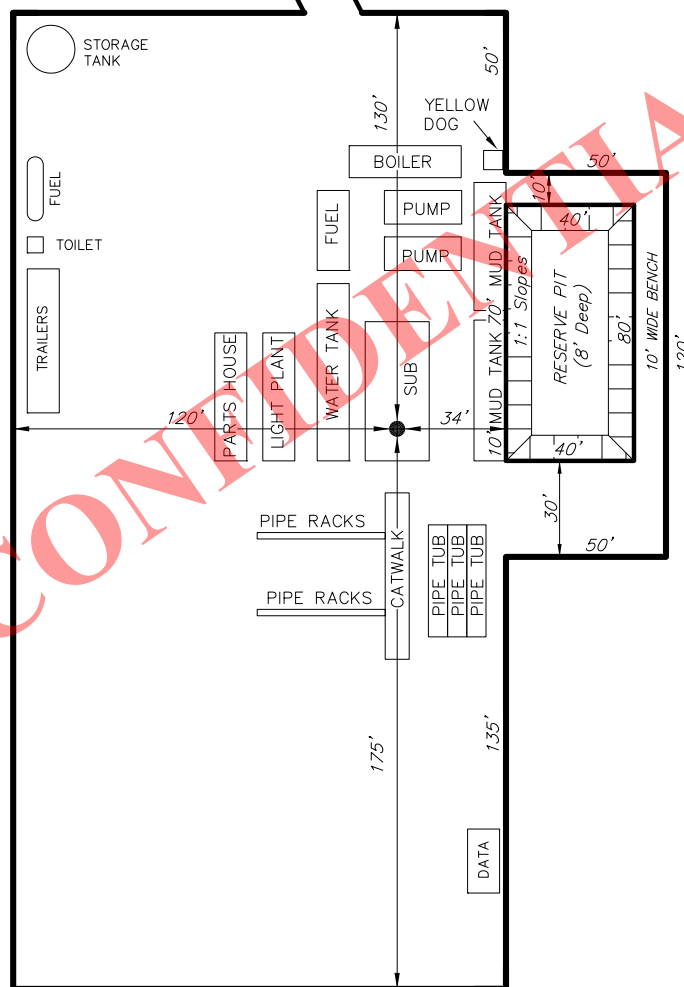 STORAGE
TANK
50'
130'
YELLOW
DOG
BOILER
50'
10'
FUEL
FUEL
PUMP
MUD TANK
40'
TOILET
PUMP
TRAILERS
PARTS HOUSE
LIGHT PLANT
WATER TANK
SUB
70'
MUD TANK
1:1 Slopes
RESERVE PIT
(8' Deep)
80'
10' WIDE BENCH
120'
120'
34'
10'
40'
30'
PIPE RACKS
CATWALK
PIPE TUB
PIPE TUB
PIPE TUB
50'
PIPE RACKS
175'
135'
DATA
CONFIDENTIA